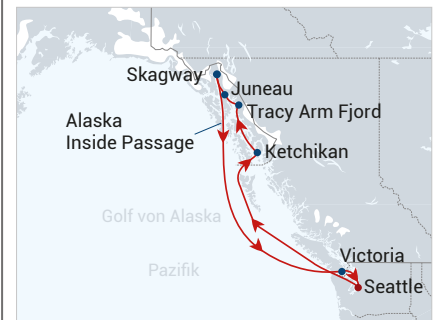 Skagway
Juneau
Tracy Arm Fjord
Alaska
Inside Passage
Ketchikan
Golf von Alaska
Pazifik
Victoria
Seattle